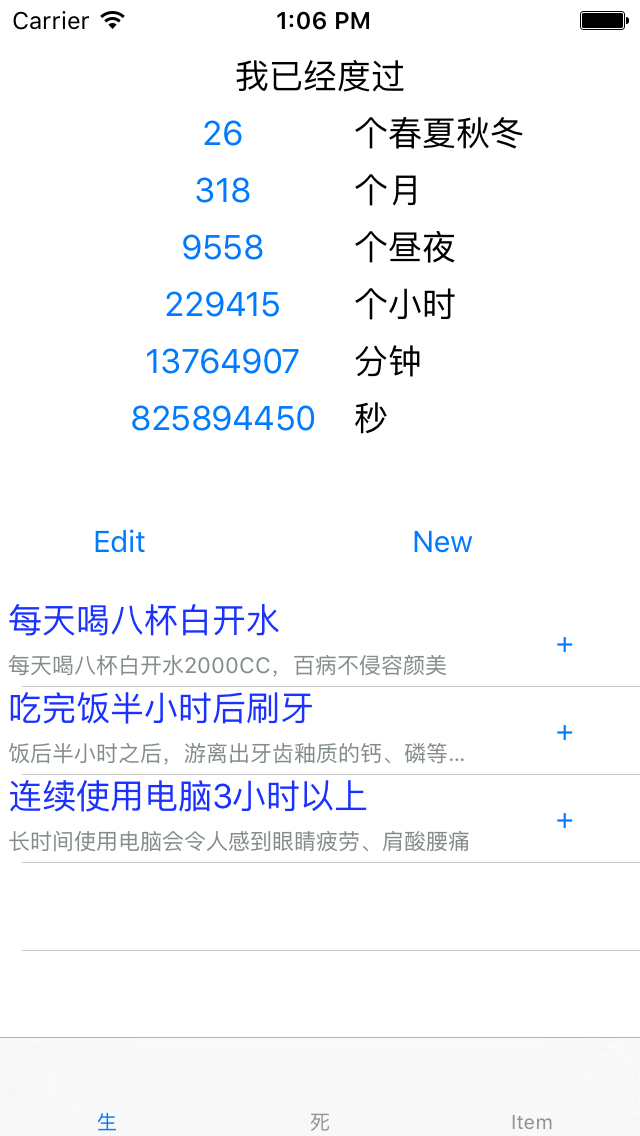 Carrier 1:06 PM
我已经度过
26 个春夏秋冬
318 个月
9558 个昼夜
229415 个小时
13764907 分钟
825894450 秒
Edit New
每天喝八杯白开水
+
每天喝八杯白开水2000CC，百病不侵容颜美
吃完饭半小时后刷牙
+
饭后半小时之后，游离出牙齿釉质的钙、磷等...
连续使用电脑3小时以上
+
长时间使用电脑会令人感到眼睛疲劳、肩酸腰痛
生 死 Item